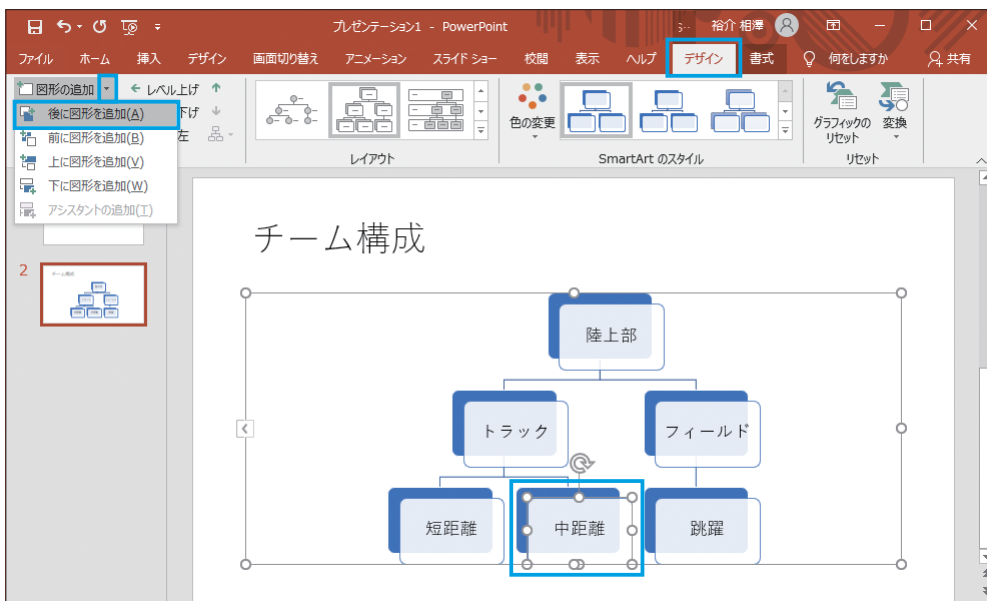 プレゼンテーション1 - PowerPoint
裕介 相澤
ファイル ホーム 挿入 デザイン 画面切り替え アニメーション スライド ショー 校閲 表示 ヘルプ デザイン 書式 何をしますか 共有
図形の追加 レベル上げ
後に図形を追加(A)
前に図形を追加(B)
上に図形を追加(V)
下に図形を追加(W)
アシスタントの追加(T)
下げ
左
レイアウト
色の変更
SmartArt のスタイル
グラフィックの
リセット
変換
リセット
2
チーム構成
陸上部
トラック フィールド
短距離 中距離 跳躍